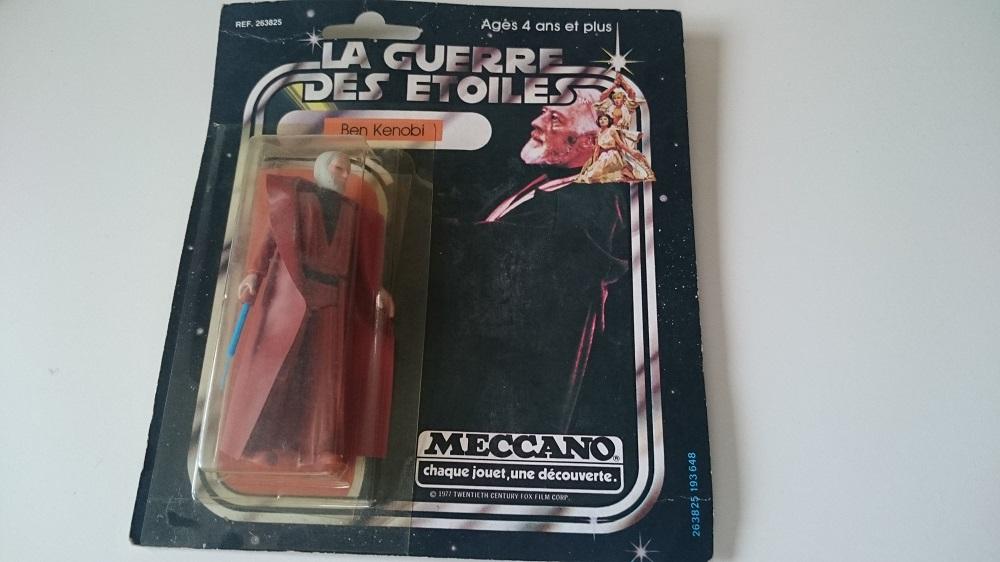 REF. 263825
Agès 4 ans et plus
LA GUERRE
DES ETOILES
Ben Kenobi
MECCANO®
chaque jouet, une découverte.
© 1977 TWENTIETH CENTURY FOX FILM CORP.
263825 193648